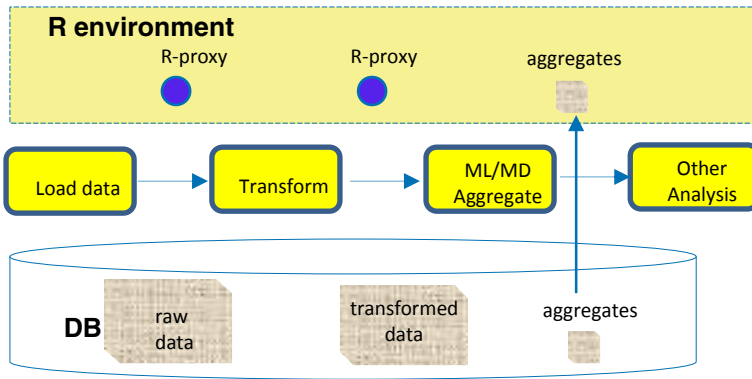 R environment
R-proxy
R-proxy
aggregates
Load data
Transform
ML/MD
Aggregate
Other
Analysis
DB
raw
data
transformed
data
aggregates